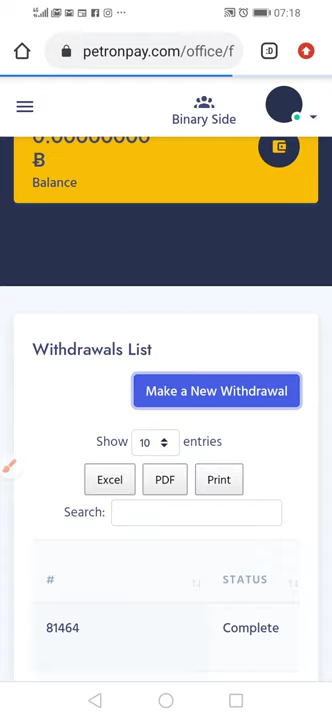 07:18
petronpay.com/office/f
:D
Binary Side
0.00000000
Ƀ
Balance
Withdrawals List
Make a New Withdrawal
Show 10 entries
Excel PDF Print
Search:
# STATUS
81464 Complete